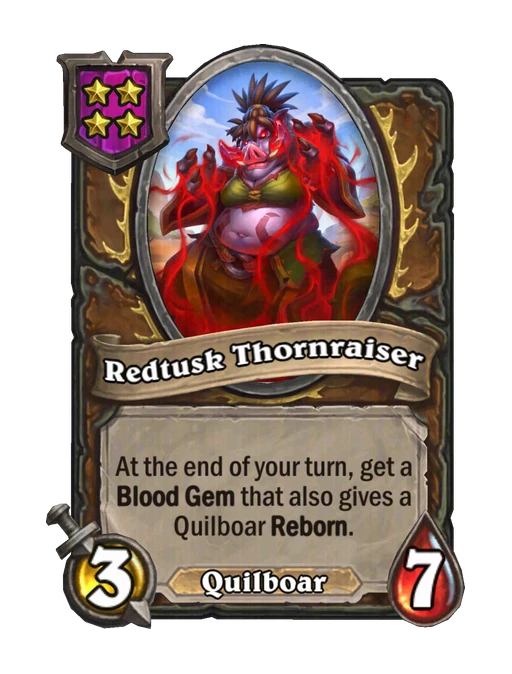 Redtusk Thornraiser
At the end of your turn, get a
Blood Gem that also gives a
Quilboar Reborn.
3
Quilboar
7